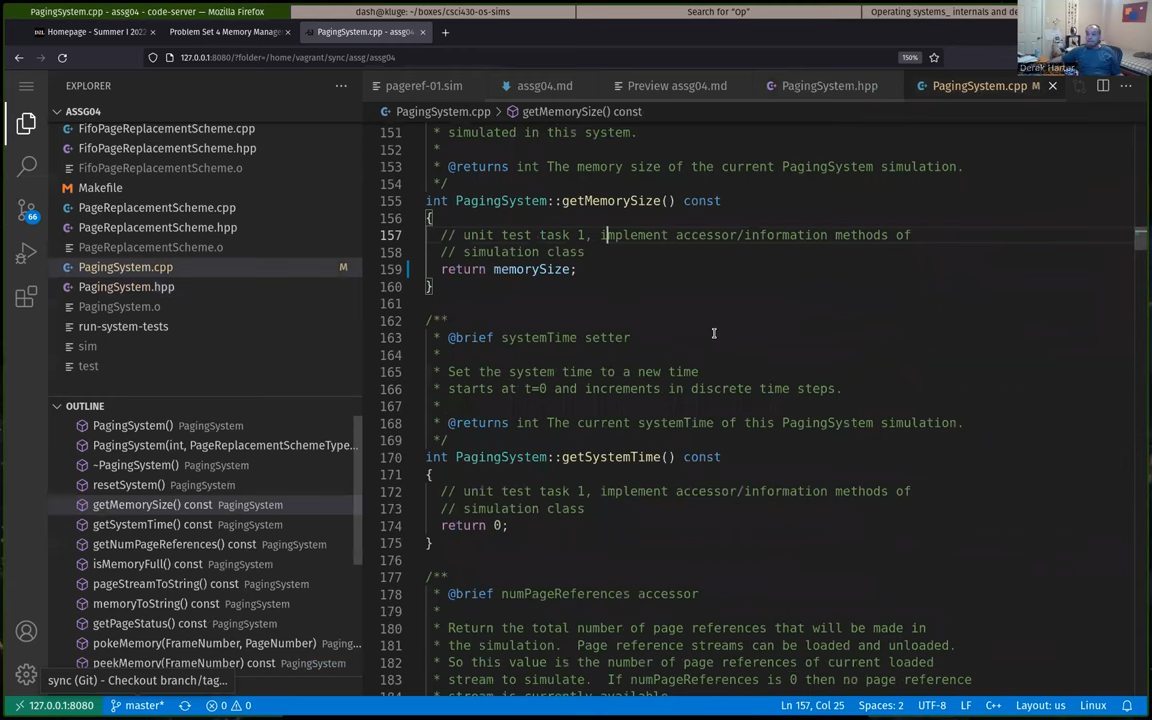 PagingSystem.cpp - assg04 - code-server — Mozilla Firefox
dash@kluge: ~/boxes/csci430-os-sims
Search for "Op"
Operating systems_ internals and de
Homepage - Summer I 2022
Problem Set 4 Memory Manage
PagingSystem.cpp - assg04
127.0.0.1:8080/?folder=/home/vagrant/sync/assg/assg04
150%
Derek Harter
EXPLORER
pageref-01.sim
assg04.md
Preview assg04.md
PagingSystem.hpp
PagingSystem.cpp M
ASSG04
PagingSystem.cpp > getMemorySize() const
FifoPageReplacementScheme.cpp
FifoPageReplacementScheme.hpp
FifoPageReplacementScheme.o
Makefile
PageReplacementScheme.cpp
PageReplacementScheme.hpp
PageReplacementScheme.o
PagingSystem.cpp M
PagingSystem.hpp
PagingSystem.o
run-system-tests
sim
test
66
OUTLINE
PagingSystem() PagingSystem
PagingSystem(int, PageReplacementSchemeType...
~PagingSystem() PagingSystem
resetSystem() PagingSystem
getMemorySize() const PagingSystem
getSystemTime() const PagingSystem
getNumPageReferences() const PagingSystem
isMemoryFull() const PagingSystem
pageStreamToString() const PagingSystem
memoryToString() const PagingSystem
getPageStatus() const PagingSystem
pokeMemory(FrameNumber, PageNumber) Paging...
peekMemory(FrameNumber) const PagingSystem
sync (Git) - Checkout branch/tag...
151 * simulated in this system.
152 *
153 * @returns int The memory size of the current PagingSystem simulation.
154 */
155 int PagingSystem::getMemorySize() const
156 {
157 // unit test task 1, implement accessor/information methods of
158 // simulation class
159 return memorySize;
160 }
161
162 /**
163 * @brief systemTime setter
164 *
165 * Set the system time to a new time
166 * starts at t=0 and increments in discrete time steps.
167 *
168 * @returns int The current systemTime of this PagingSystem simulation.
169 */
170 int PagingSystem::getSystemTime() const
171 {
172 // unit test task 1, implement accessor/information methods of
173 // simulation class
174 return 0;
175 }
176
177 /**
178 * @brief numPageReferences accessor
179 *
180 * Return the total number of page references that will be made in
181 * the simulation. Page reference streams can be loaded and unloaded.
182 * So this value is the number of page references of current loaded
183 * stream to simulate. If numPageReferences is 0 then no page reference
127.0.0.1:8080
master*
0 0
Ln 157, Col 25
Spaces: 2
UTF-8
LF
C++
Layout: us
Linux